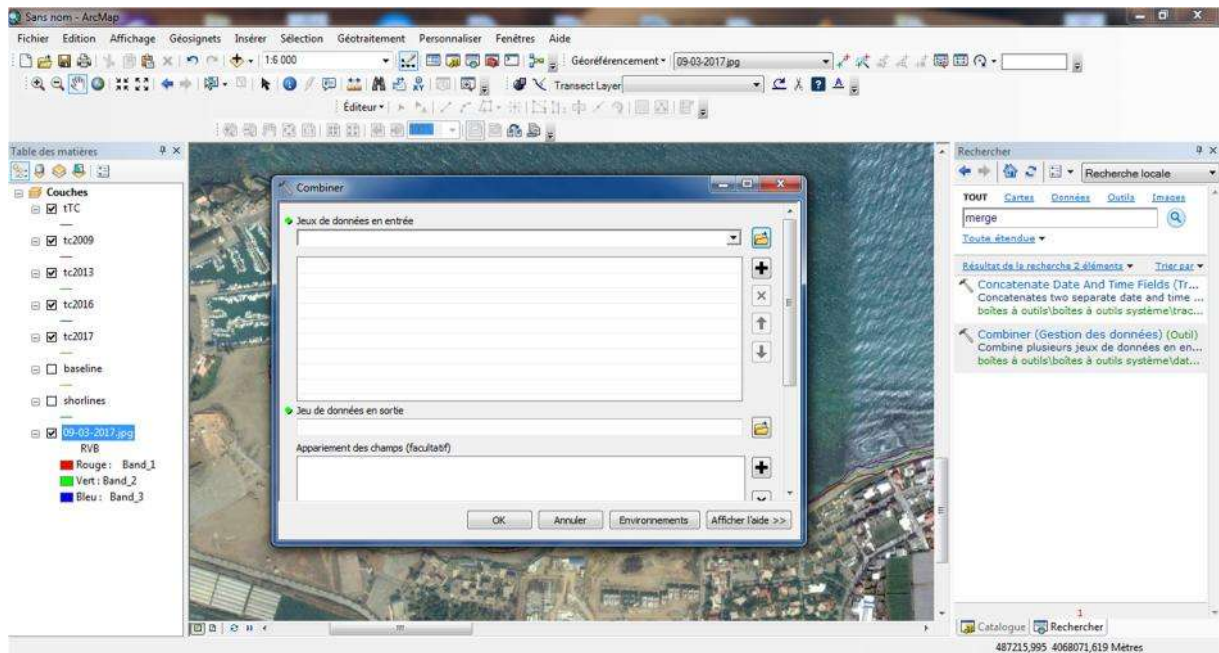 Sans nom - ArcMap
Fichier Edition Affichage Géosignets Insérer Sélection Géotraitement Personnaliser Fenêtres Aide
1:6 000 Géoréférencement 09-03-2017.jpg
Transect Layer
Éditeur
Table des matières
Couches
tTC
tc2009
tc2013
tc2016
tc2017
baseline
shorlines
09-03-2017.jpg
RVB
Rouge : Band_1
Vert : Band_2
Bleu : Band_3
Combiner
Jeux de données en entrée
Jeu de données en sortie
Appariement des champs (facultatif)
OK Annuler Environnements Afficher l'aide >>
Rechercher
Recherche locale
TOUT Cartes Données Outils Images
merge
Toute étendue
Résultat de la recherche 2 éléments Trier par
Concatenate Date And Time Fields (Tr...
Concatenates two separate date and time ...
boîtes à outils\boîtes à outils système\trac...
Combiner (Gestion des données) (Outil)
Combine plusieurs jeux de données en en...
boîtes à outils\boîtes à outils système\dat...
1
Catalogue Rechercher
487215,995 4068071,619 Mètres